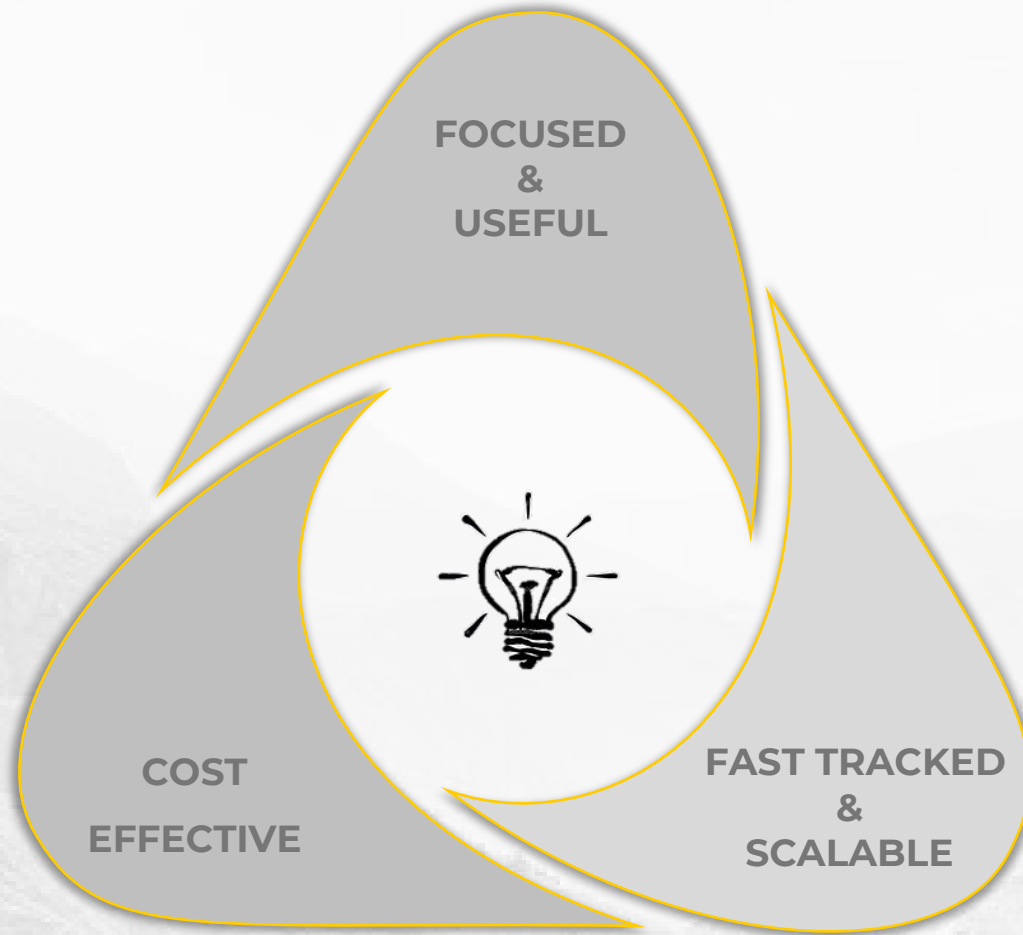 FOCUSED
&
USEFUL
COST
EFFECTIVE
FAST TRACKED
&
SCALABLE